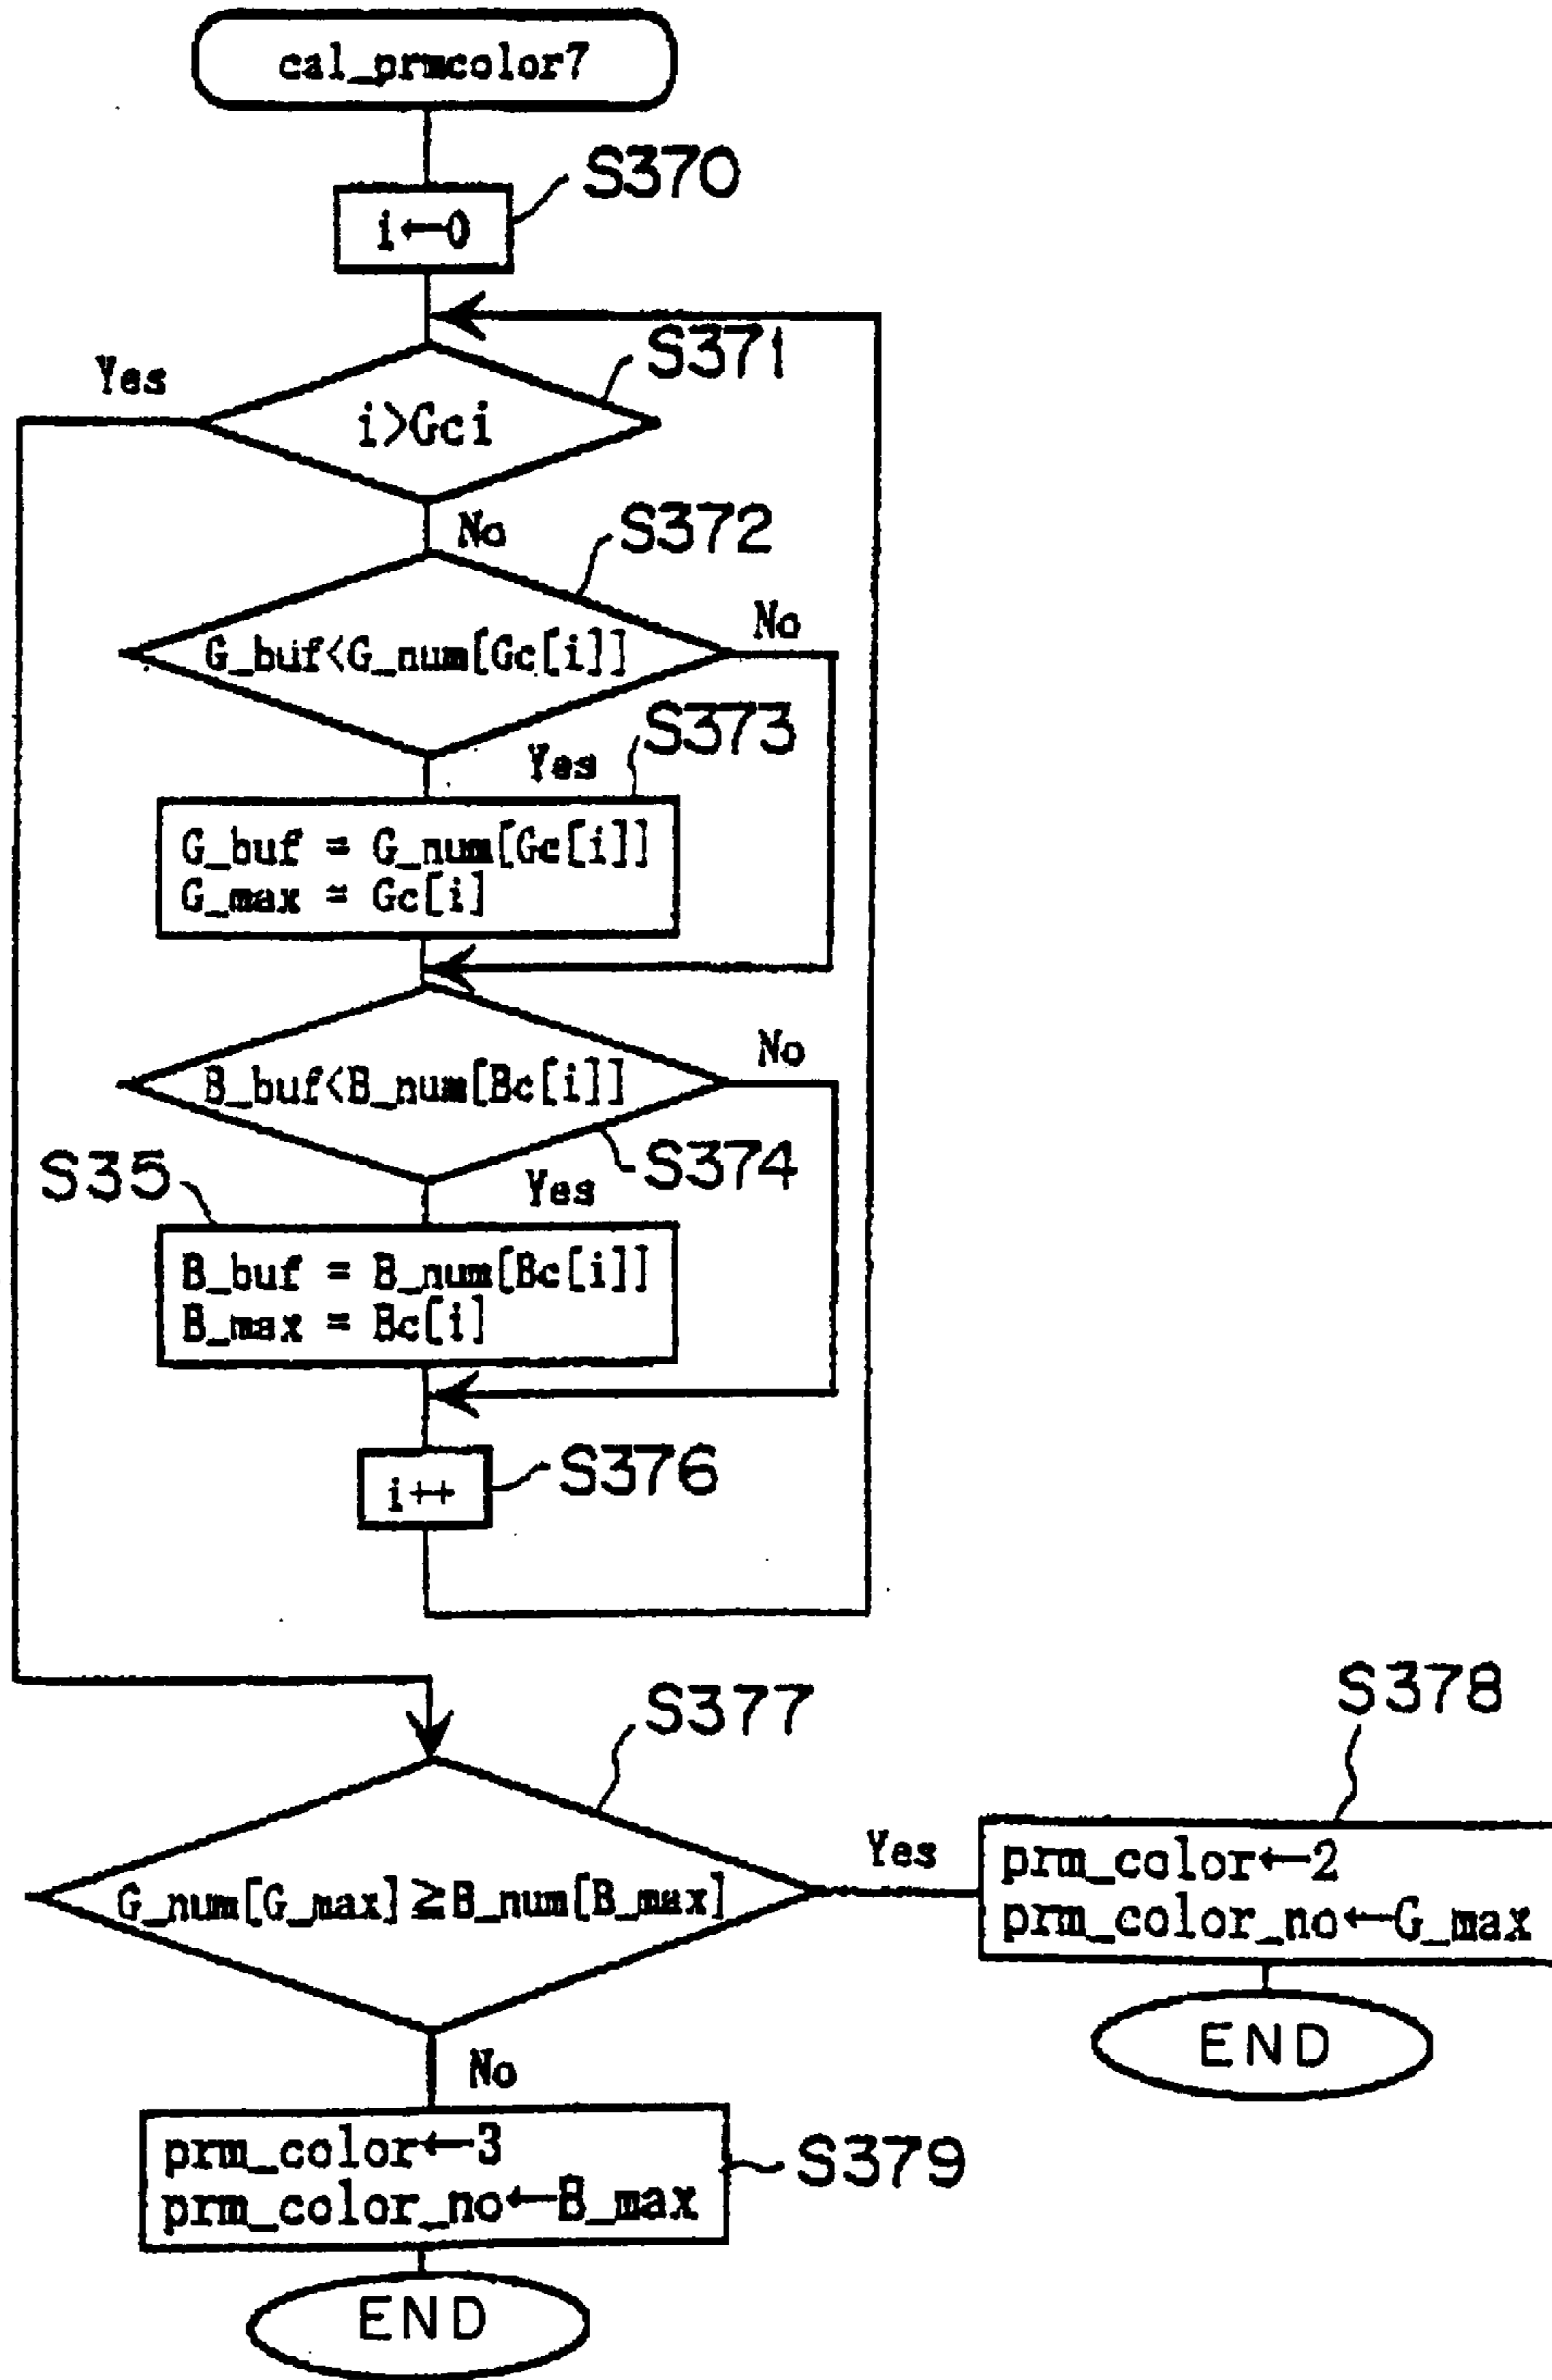 cal_prmcolor7
S370
i←0
S371
Yes
i>Gci
No
S372
No
G_buf<G_num[Gc[i]]
S373
Yes
G_buf = G_num[Gc[i]]
G_max = Gc[i]
No
B_buf<B_num[Bc[i]]
S374
S35
Yes
B_buf = B_num[Bc[i]]
B_max = Bc[i]
S376
i++
S377
S378
G_num[G_max]≧B_num[B_max]
Yes
prm_color←2
prm_color_no←G_max
END
No
prm_color←3
prm_color_no←B_max
S379
END